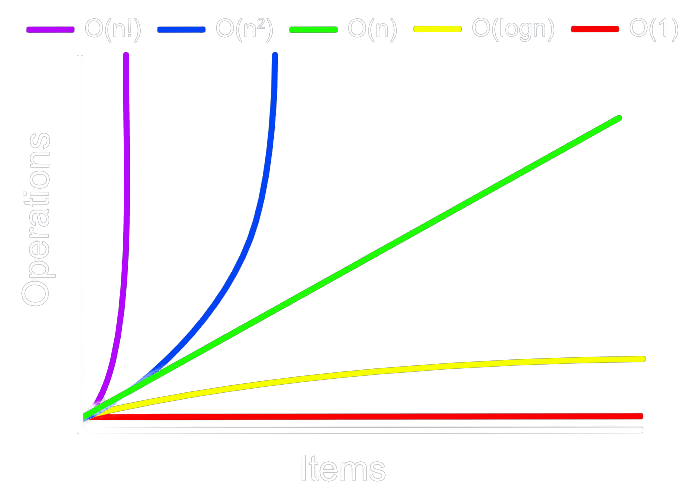 O(n!) O(n²) O(n) O(logn) O(1)
Operations
Items